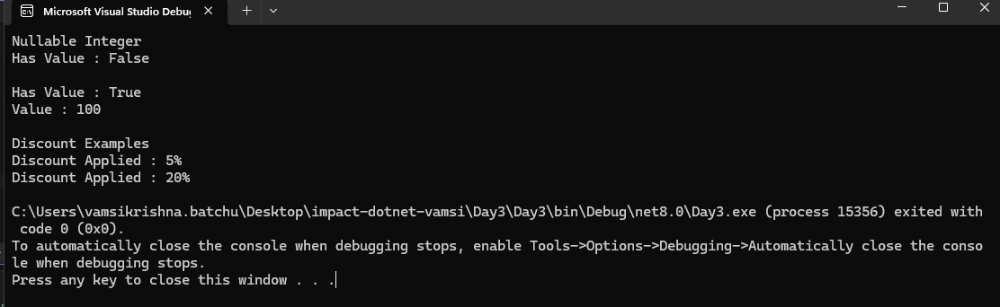 Microsoft Visual Studio Debu
Nullable Integer
Has Value : False
Has Value : True
Value : 100
Discount Examples
Discount Applied : 5%
Discount Applied : 20%
C:\Users\vamsikrishna.batchu\Desktop\impact-dotnet-vamsi\Day3\Day3\bin\Debug\net8.0\Day3.exe (process 15356) exited with
code 0 (0x0).
To automatically close the console when debugging stops, enable Tools->Options->Debugging->Automatically close the conso
le when debugging stops.
Press any key to close this window . . .